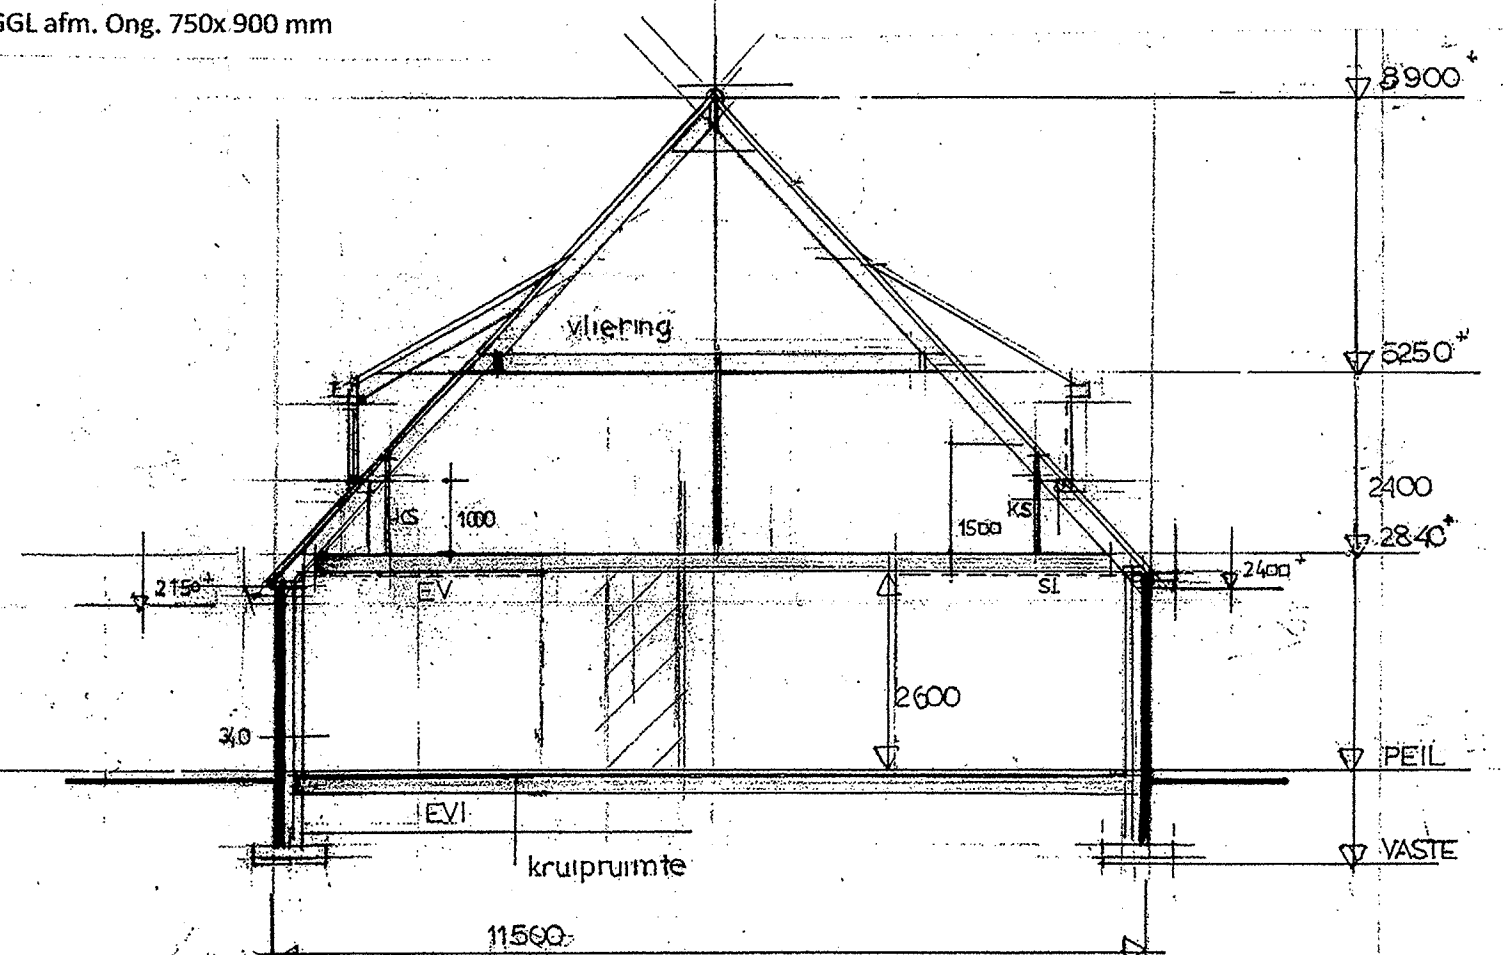 GGL afm. Ong. 750x 900 mm
8900+
vliering
5250+
2400
KS
1000
1500
KS
2840+
2150+
2400+
EV
SI
2600
340
PEIL
EVI
VASTE
kruipruimte
11500